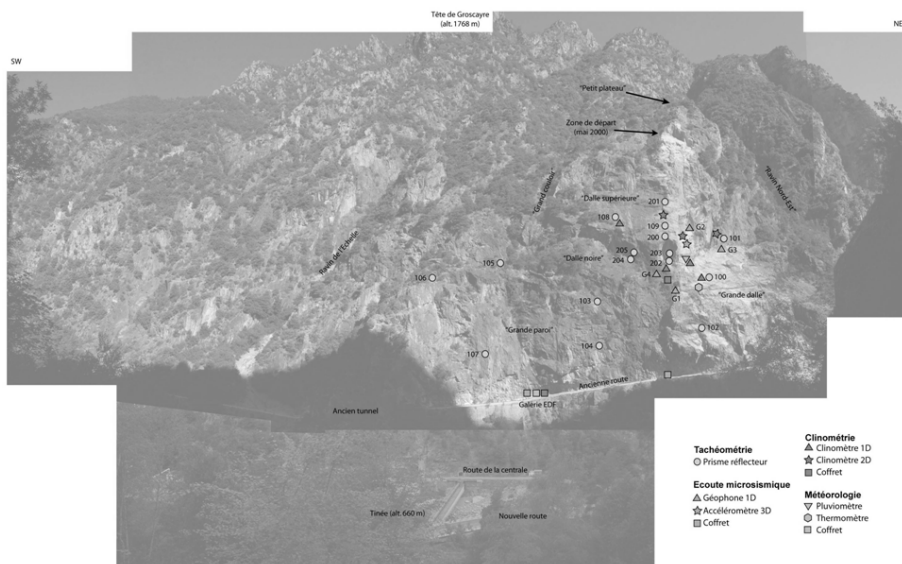 Tête de Groscayre
(alt. 1768 m)
SW
NE
"Petit plateau"
Zone de départ
(mai 2000)
"Grand couloir"
"Dalle supérieure"
"Ravin Nord-Est"
Ravin de l'Echelle
201
108
109
G2
200
101
G3
205
203
"Dalle noire"
204
202
105
106
G4
100
G1
"Grande dalle"
103
102
"Grande paroi"
104
107
Ancienne route
Galérie EDF
Ancien tunnel
Route de la centrale
Tinée (alt. 660 m)
Nouvelle route
Tachéométrie
Prisme réflecteur
Ecoute microsismique
Géophone 1D
Accéléromètre 3D
Coffret
Clinométrie
Clinomètre 1D
Clinomètre 2D
Coffret
Météorologie
Pluviomètre
Thermomètre
Coffret